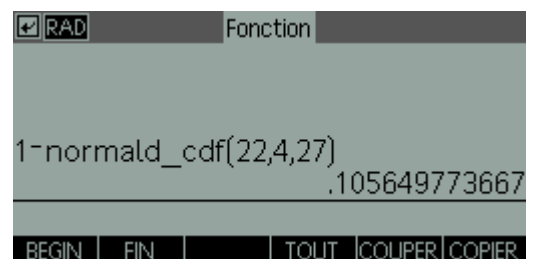 RAD Fonction
1-normald_cdf(22,4,27)
.105649773667
BEGIN FIN TOUT COUPER COPIER